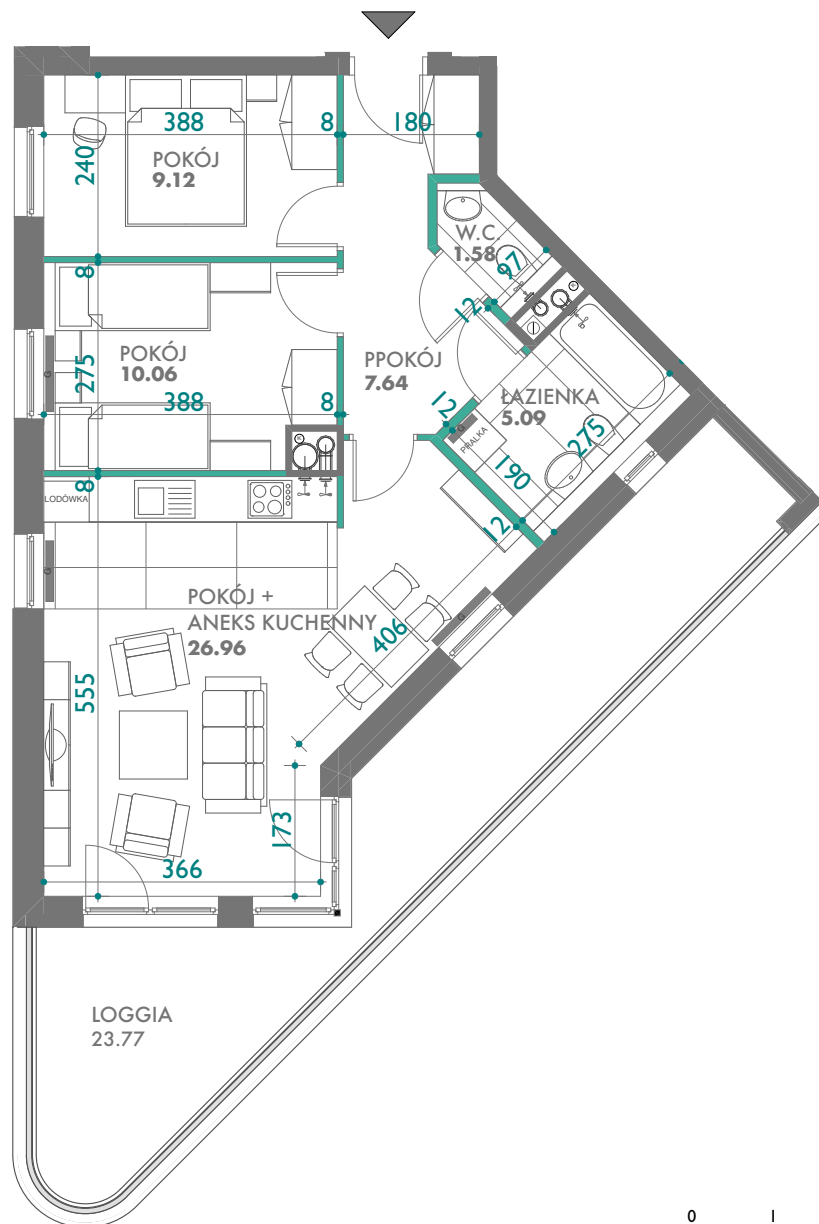 388
8
180
240
POKÓJ
9.12
W.C.
1.58
97
8
K
12
PPOKÓJ
7.64
POKÓJ
10.06
275
388
8
G
ŁAZIENKA
5.09
12
G
PRALKA
275
190
K
8
LODÓWKA
12
G
POKÓJ +
ANEKS KUCHENNY
26.96
406
G
555
173
366
LOGGIA
23.77
0 1